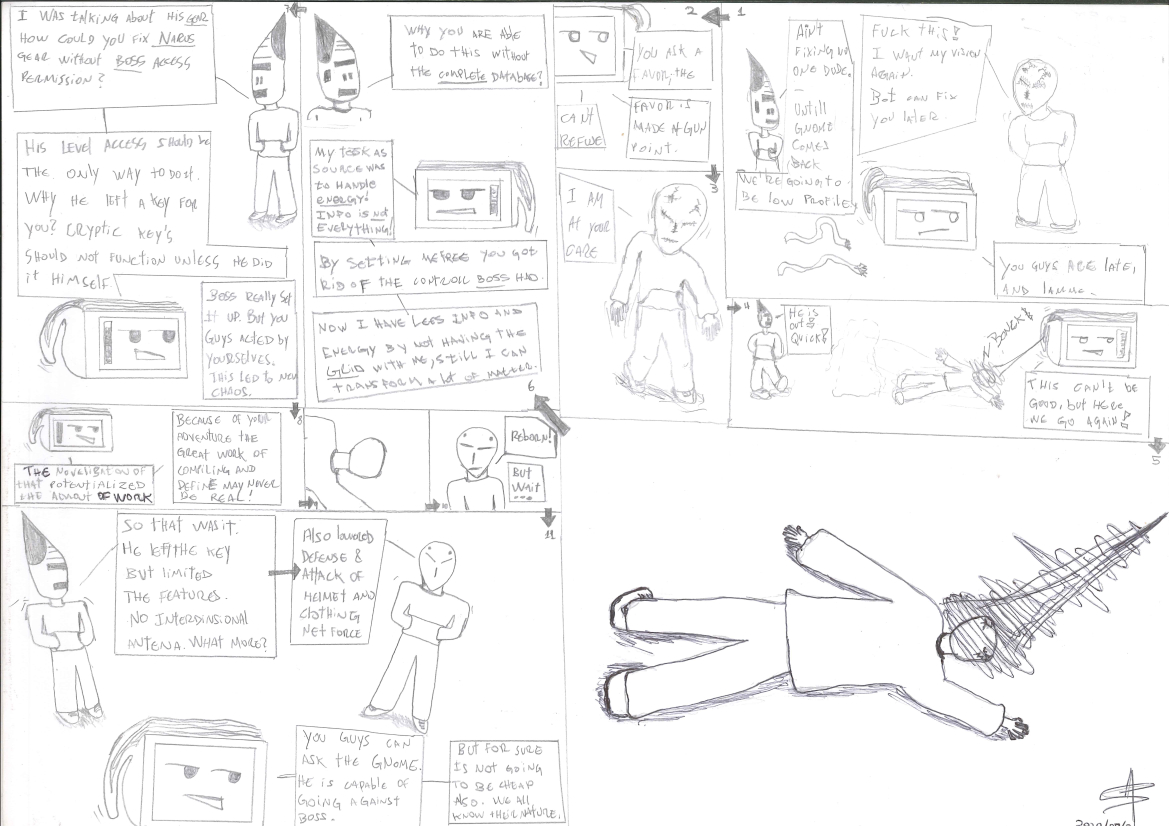 1
Fuck this!
I want my vision
again.
Bot can fix
you later.
Ain't
fixing no
one dude.
Untill
gnome
comes
back
We're going to
be low profile.
You guys are late,
and lamme.
2
You ask a
favor, the
favor is
made a gun
point.
Can't
refuse
3
I am
at your
care
4
He is
out!
Quick!
Bonck!
This can't be
good, but here
we go again!
5
6
Why you are able
to do this without
the complete database?
My task as
source was
to handle
energy!
Info is not
everything!
By setting me free you got
rid of the controll boss had.
Now I have less info and
energy by not having the
grid with me, still I can
transform a lot of matter.
7
I was talking about his gear
How could you fix Narus
gear without boss access
permission?
His level access should be
the only way to do it.
Why he left a key for
you? Cryptic key's
should not function unless he did
it himself.
Boss really set
it up. But you
guys acted by
yourselves.
This led to new
chaos.
8
Because of your
adventure the
great work of
compiling and
define may never
be real!
The novelisation of
that potentialized
the amout of work
9
10
Reborn!
But
wait
...
11
So that was it.
He left the key
but limited
the features.
No interdinsional
antena. What more?
Also lowered
defense &
attack of
helmet and
clothing
net force
You guys can
ask the gnome.
He is capable of
going against
boss.
But for sure
is not going
to be cheap
also. We all
know their nature.